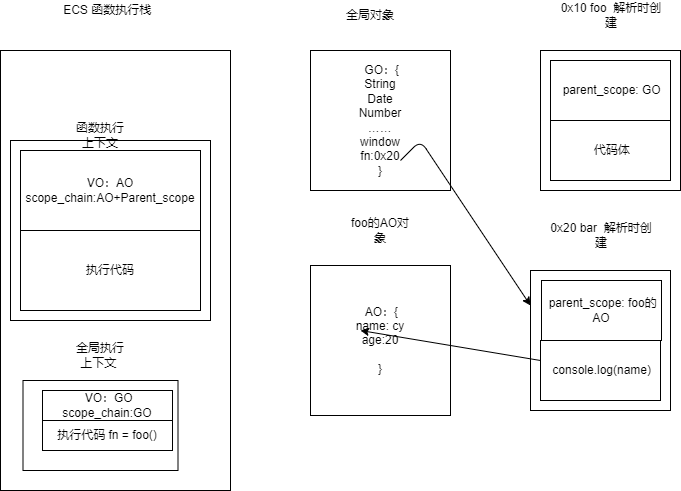 ECS 函数执行栈
函数执行
上下文
VO：AO
scope_chain:AO+Parent_scope
执行代码
全局执行
上下文
VO：GO
scope_chain:GO
执行代码 fn = foo()
全局对象
GO：{
String
Date
Number
……
window
fn:0x20
}
foo的AO对
象
AO：{
name: cy
age:20
}
0x10 foo 解析时创
建
parent_scope: GO
代码体
0x20 bar 解析时创
建
parent_scope: foo的
AO
console.log(name)